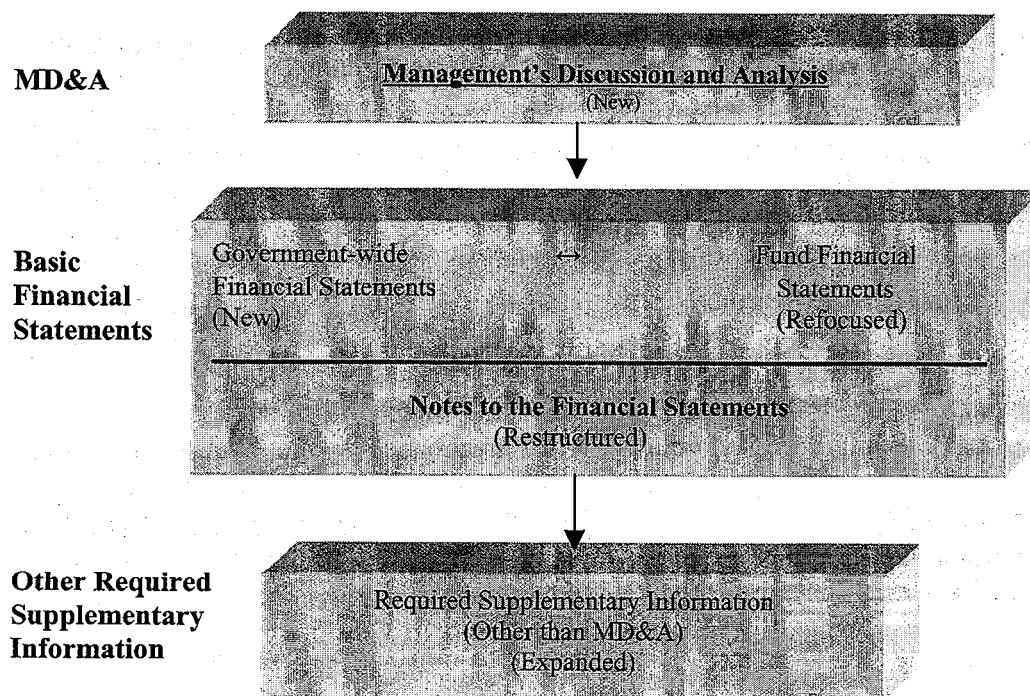 MD&A
Management's Discussion and Analysis
(New)
Basic
Financial
Statements
Government-wide
Financial Statements
(New)
↔
Fund Financial
Statements
(Refocused)
Notes to the Financial Statements
(Restructured)
Other Required
Supplementary
Information
Required Supplementary Information
(Other than MD&A)
(Expanded)